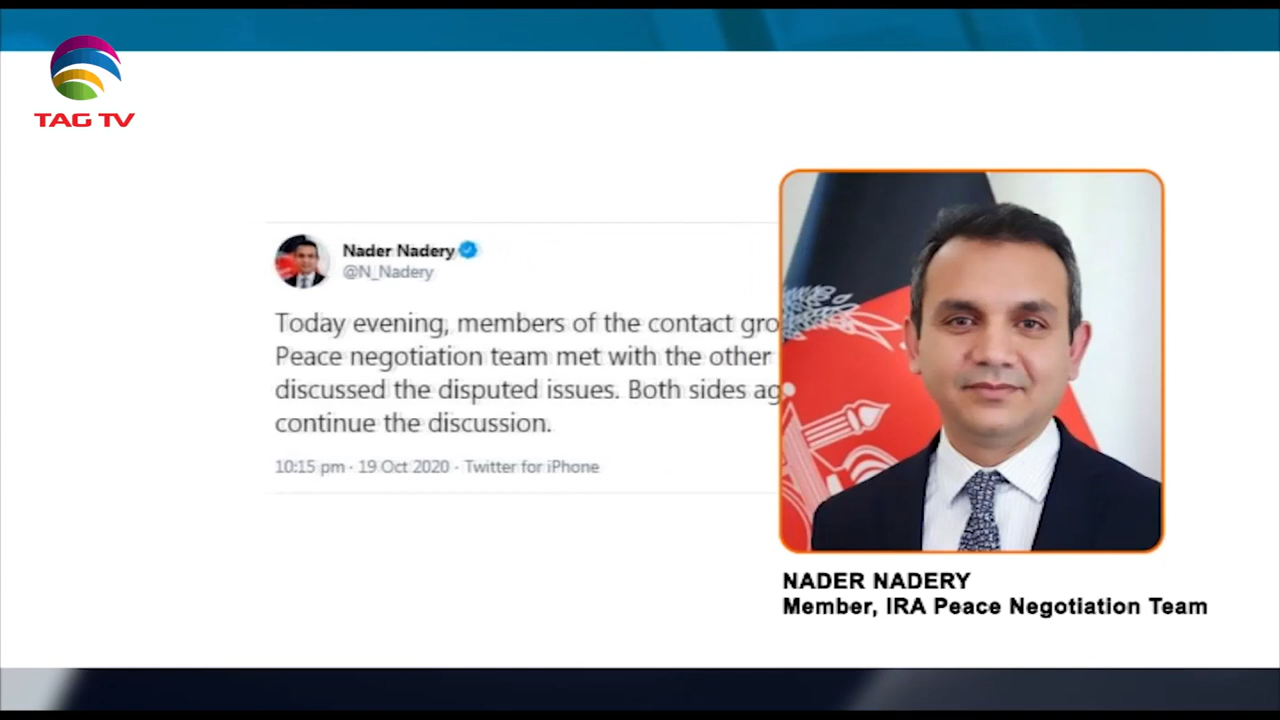 TAG TV
Nader Nadery
@N_Nadery
Today evening, members of the contact gro
Peace negotiation team met with the other
discussed the disputed issues. Both sides ag
continue the discussion.
10:15 pm · 19 Oct 2020 · Twitter for iPhone
NADER NADERY
Member, IRA Peace Negotiation Team